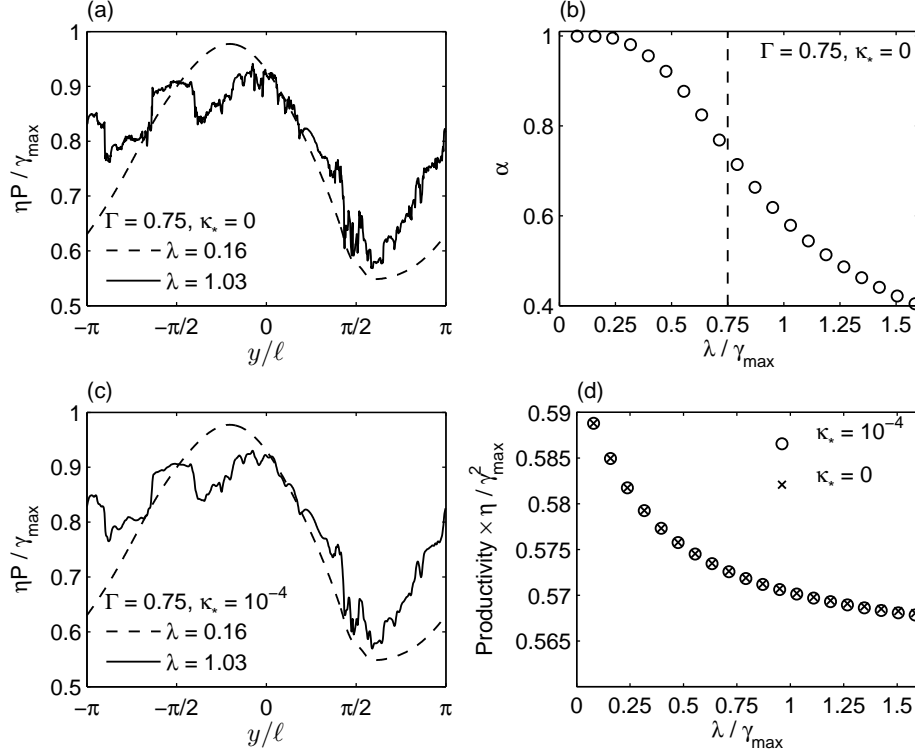 (a)
1
0.9
0.8
0.7
0.6
0.5
ηP / γmax
Γ = 0.75, κ* = 0
λ = 0.16
λ = 1.03
−π −π/2 0 π/2 π
y/ℓ
(b)
1
0.8
0.6
0.4
α
Γ = 0.75, κ* = 0
0 0.25 0.5 0.75 1 1.25 1.5
λ / γmax
(c)
1
0.9
0.8
0.7
0.6
0.5
ηP / γmax
Γ = 0.75, κ* = 10⁻⁴
λ = 0.16
λ = 1.03
−π −π/2 0 π/2 π
y/ℓ
(d)
0.59
0.585
0.58
0.575
0.57
0.565
Productivity × η / γ²max
κ* = 10⁻⁴
κ* = 0
0 0.25 0.5 0.75 1 1.25 1.5
λ / γmax